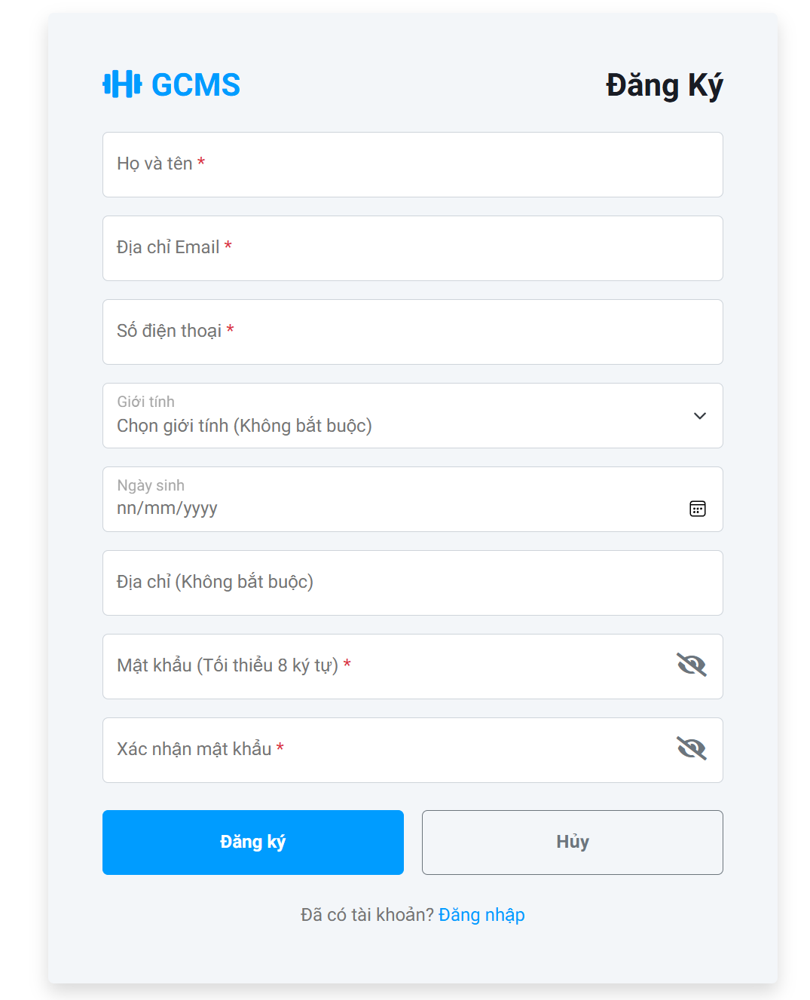 GCMS
Đăng Ký
Họ và tên *
Địa chỉ Email *
Số điện thoại *
Giới tính
Chọn giới tính (Không bắt buộc)
Ngày sinh
nn/mm/yyyy
Địa chỉ (Không bắt buộc)
Mật khẩu (Tối thiểu 8 ký tự) *
Xác nhận mật khẩu *
Đăng ký
Hủy
Đã có tài khoản? Đăng nhập